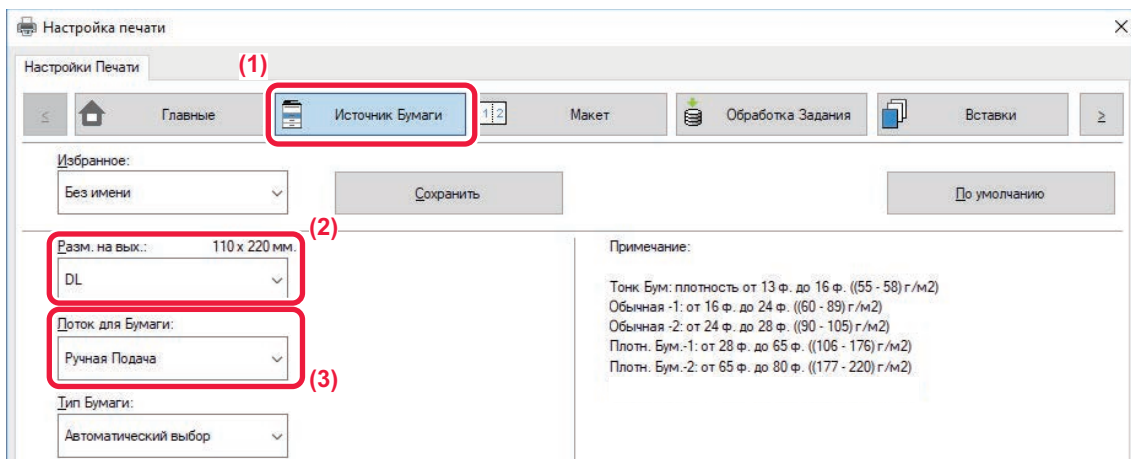 Настройка печати
Настройки Печати
(1)
<
Главные
Источник Бумаги
1 2
Макет
Обработка Задания
Вставки
>
Избранное:
Без имени
Сохранить
По умолчанию
(2)
Разм. на вых.: 110 x 220 мм.
DL
Лоток для Бумаги:
Ручная Подача
(3)
Тип Бумаги:
Автоматический выбор
Примечание:
Тонк Бум: плотность от 13 ф. до 16 ф. ((55 - 58) г/м2)
Обычная -1: от 16 ф. до 24 ф. ((60 - 89) г/м2)
Обычная -2: от 24 ф. до 28 ф. ((90 - 105) г/м2)
Плотн. Бум.-1: от 28 ф. до 65 ф. ((106 - 176) г/м2)
Плотн. Бум.-2: от 65 ф. до 80 ф. ((177 - 220) г/м2)